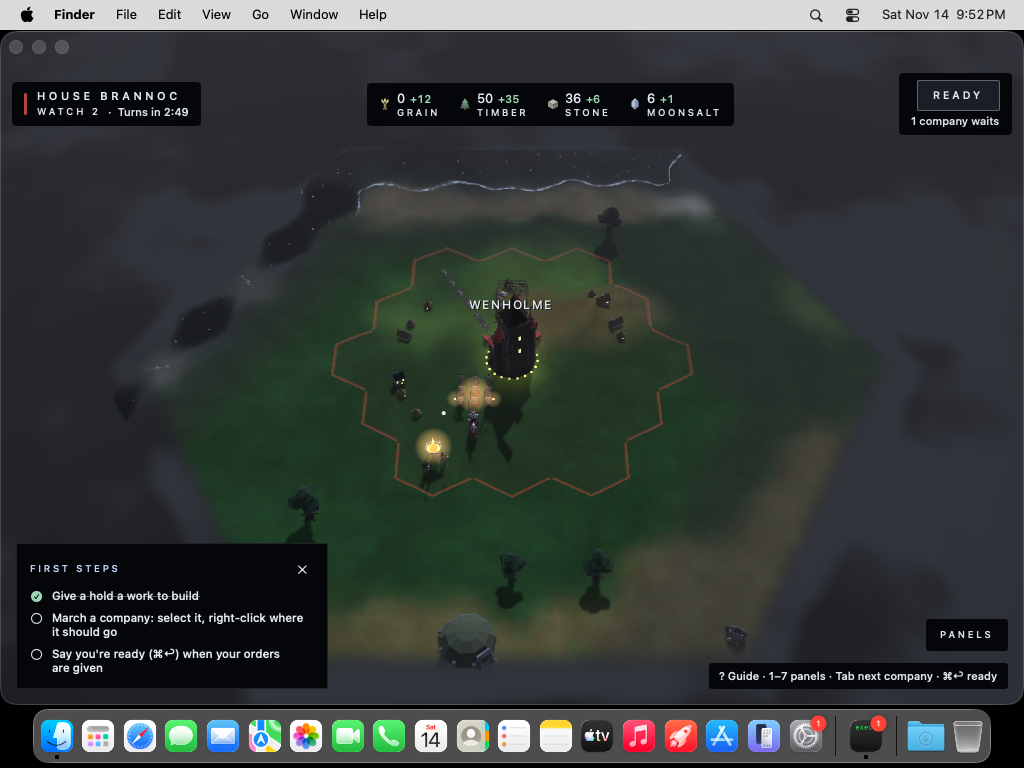 Finder File Edit View Go Window Help
Sat Nov 14 9:52 PM
HOUSE BRANNOC
WATCH 2 · Turns in 2:49
0 +12
GRAIN
50 +35
TIMBER
36 +6
STONE
6 +1
MOONSALT
READY
1 company waits
WENHOLME
FIRST STEPS
Give a hold a work to build
March a company: select it, right-click where
it should go
Say you're ready (⌘⏎) when your orders
are given
PANELS
? Guide · 1–7 panels · Tab next company · ⌘⏎ ready
Sat
14
tv
1
exec
1